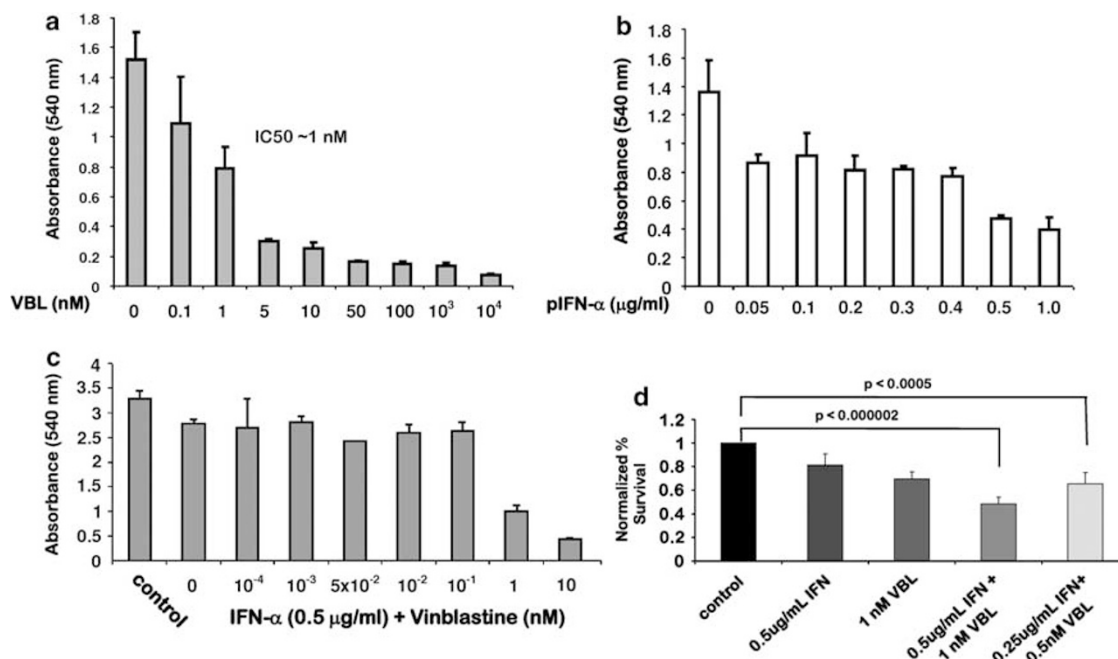 a
1.8
1.6
1.4
1.2
1
0.8
0.6
0.4
0.2
0
Absorbance (540 nm)
IC50 ~1 nM
VBL (nM)
0 0.1 1 5 10 50 100 10³ 10⁴
b
1.8
1.6
1.4
1.2
1
0.8
0.6
0.4
0.2
0
Absorbance (540 nm)
pIFN-α (μg/ml)
0 0.05 0.1 0.2 0.3 0.4 0.5 1.0
c
4
3.5
3
2.5
2
1.5
1
0.5
0
Absorbance (540 nm)
control 0 10⁻⁴ 10⁻³ 5x10⁻² 10⁻² 10⁻¹ 1 10
IFN-α (0.5 μg/ml) + Vinblastine (nM)
d
p < 0.0005
p < 0.000002
1.2
1
0.8
0.6
0.4
0.2
0
Normalized %
Survival
control
0.5ug/mL IFN
1 nM VBL
0.5ug/mL IFN +
1 nM VBL
0.25ug/mL IFN+
0.5nM VBL